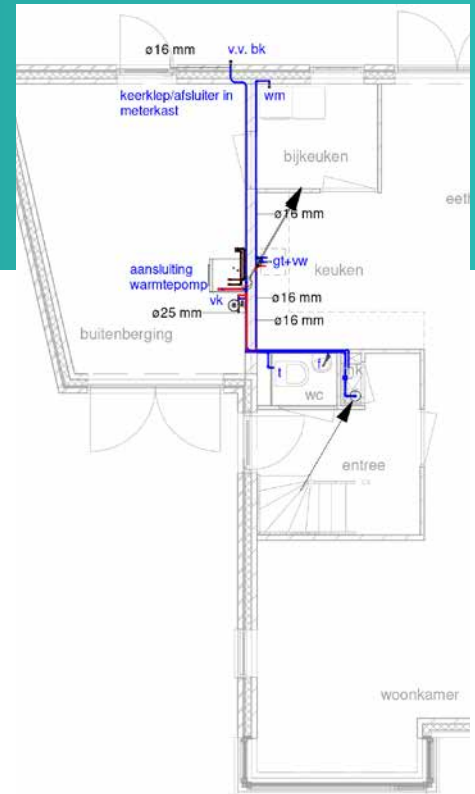 ø16 mm
v.v. bk
keerklep/afsluiter in
meterkast
wm
bijkeuken
ø16 mm
eeth
gt+vw
keuken
aansluiting
warmtepomp
vk
ø16 mm
ø25 mm
ø16 mm
buitenberging
t
f
wc
entree
woonkamer